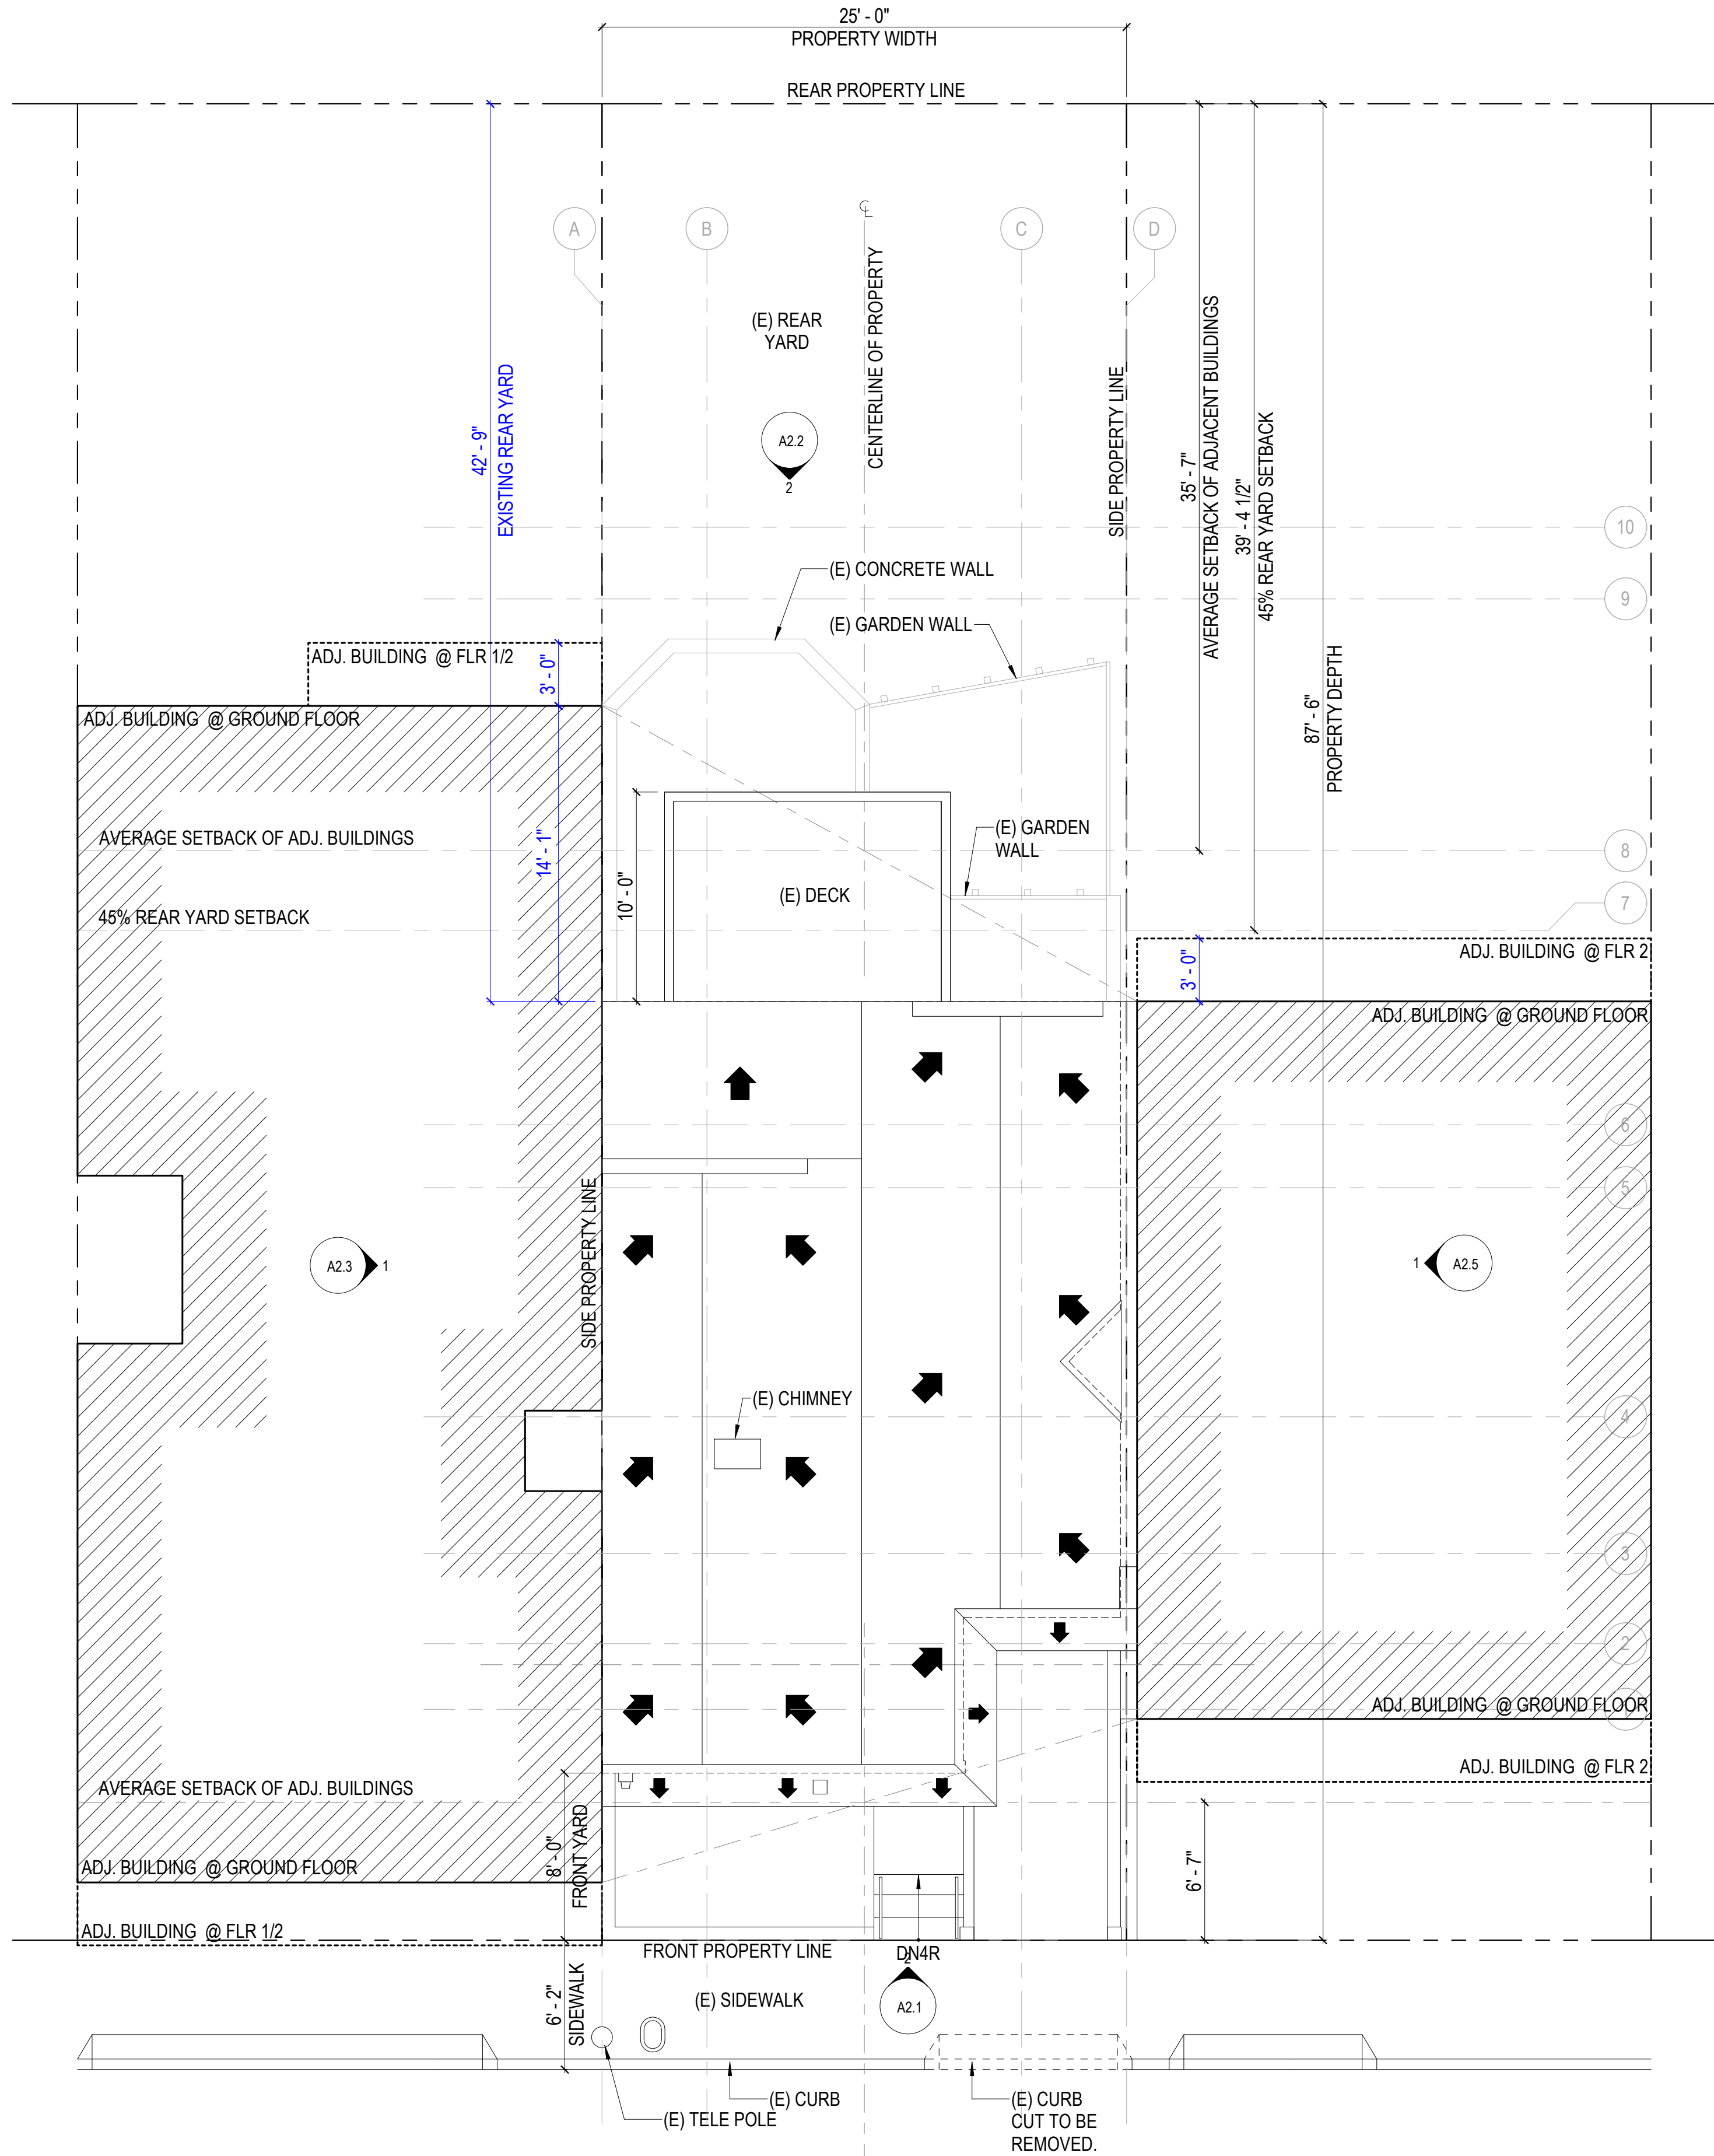 25' - 0"
PROPERTY WIDTH
REAR PROPERTY LINE
A
B
C
D
℄
CENTERLINE OF PROPERTY
(E) REAR
YARD
A2.2
2
42' - 9"
EXISTING REAR YARD
SIDE PROPERTY LINE
35' - 7"
AVERAGE SETBACK OF ADJACENT BUILDINGS
39' - 4 1/2"
45% REAR YARD SETBACK
87' - 6"
PROPERTY DEPTH
10
9
(E) CONCRETE WALL
(E) GARDEN WALL
ADJ. BUILDING @ FLR 1/2
3' - 0"
ADJ. BUILDING @ GROUND FLOOR
AVERAGE SETBACK OF ADJ. BUILDINGS
14' - 1"
10' - 0"
(E) GARDEN
WALL
(E) DECK
8
7
45% REAR YARD SETBACK
3' - 0"
ADJ. BUILDING @ FLR 2
ADJ. BUILDING @ GROUND FLOOR
6
5
SIDE PROPERTY LINE
A2.3
1
1
A2.5
(E) CHIMNEY
4
3
2
1
ADJ. BUILDING @ GROUND FLOOR
ADJ. BUILDING @ FLR 2
AVERAGE SETBACK OF ADJ. BUILDINGS
8' - 0"
FRONT YARD
6' - 7"
ADJ. BUILDING @ GROUND FLOOR
ADJ. BUILDING @ FLR 1/2
FRONT PROPERTY LINE
DN4R
2
A2.1
6' - 2"
SIDEWALK
(E) SIDEWALK
(E) CURB
(E) TELE POLE
(E) CURB
CUT TO BE
REMOVED.